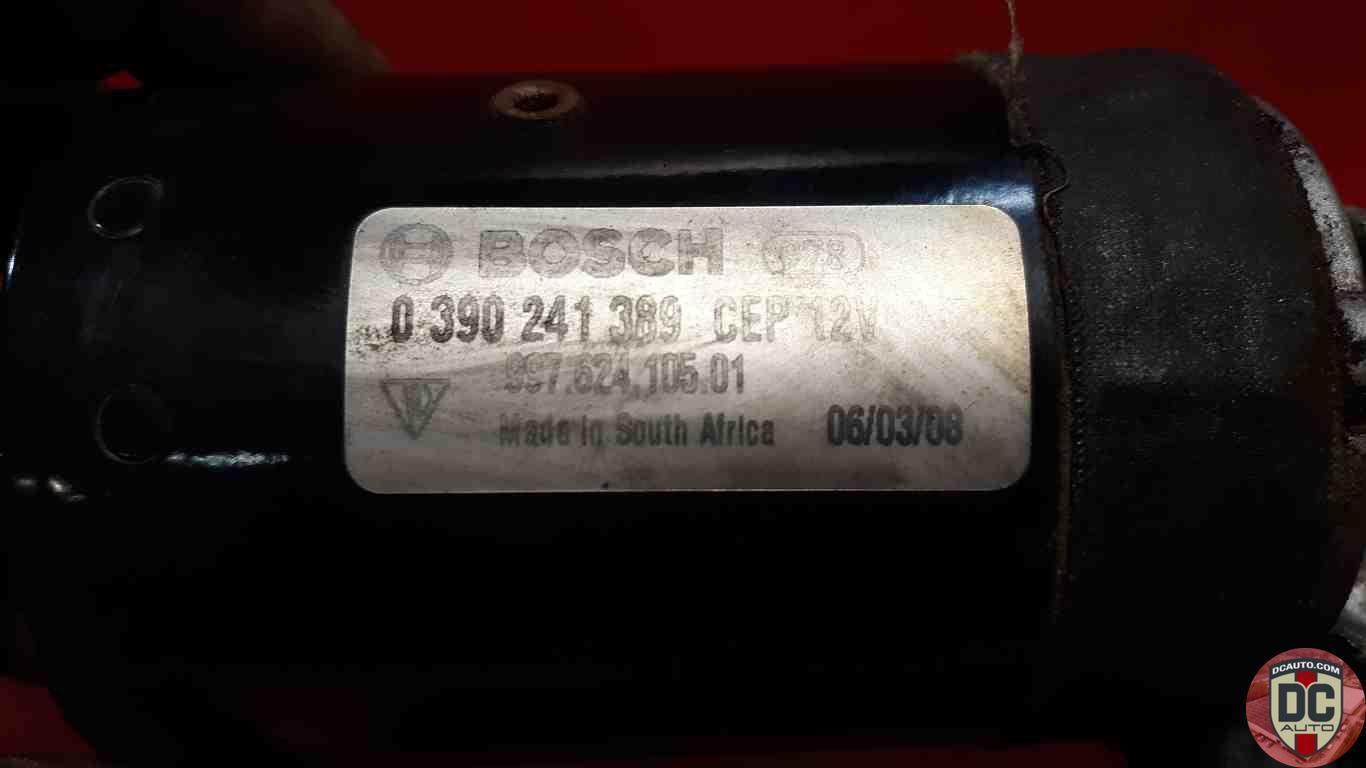 BOSCH 978
0 390 241 389 CEP 12V
997.624.105.01
Made in South Africa 06/03/08
DCAUTO.COM
DC
AUTO